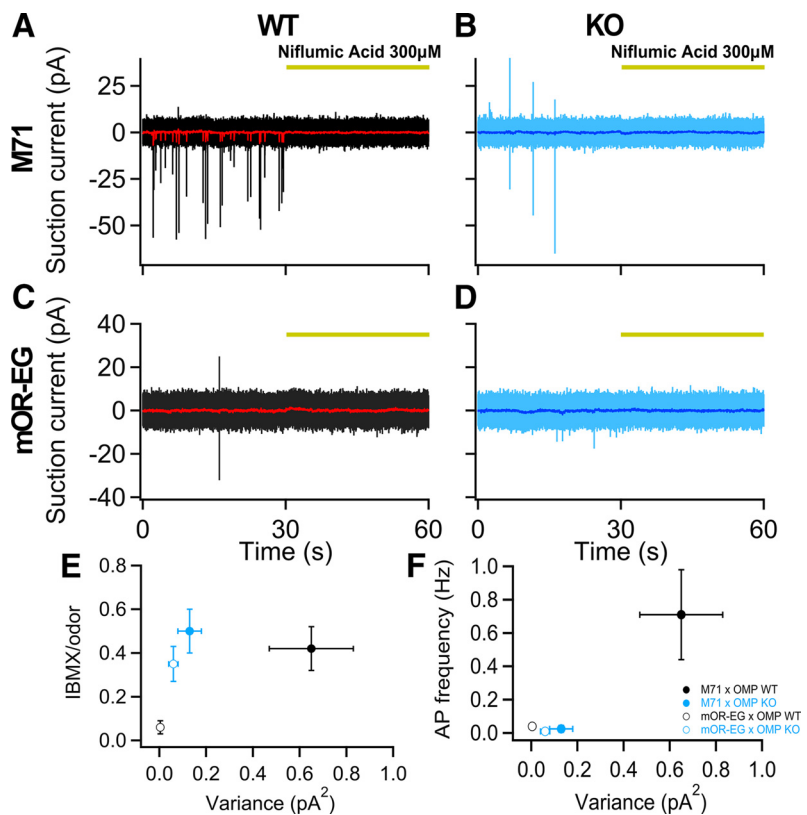 A WT B KO
Niflumic Acid 300μM Niflumic Acid 300μM
M71
Suction current (pA)
25
0
-25
-50
C D
mOR-EG
Suction current (pA)
40
20
0
-20
-40
0 30 60 0 30 60
Time (s) Time (s)
E
IBMX/odor
0.8
0.6
0.4
0.2
0.0
0.0 0.2 0.4 0.6 0.8 1.0
Variance (pA²)
F
AP frequency (Hz)
1.0
0.8
0.6
0.4
0.2
0.0
M71 x OMP WT
M71 x OMP KO
mOR-EG x OMP WT
mOR-EG x OMP KO
0.0 0.2 0.4 0.6 0.8 1.0
Variance (pA²)